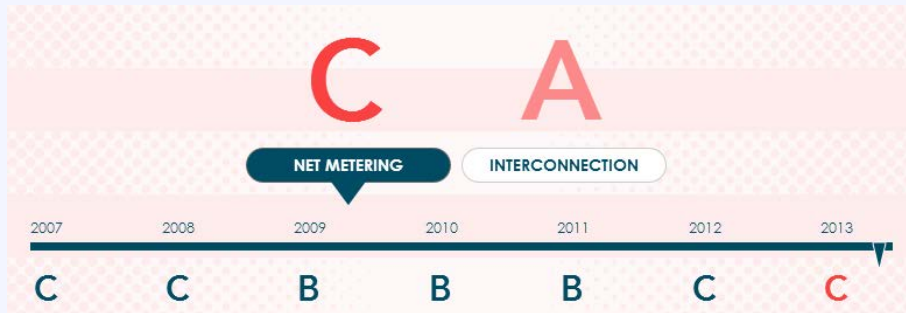 C A
NET METERING INTERCONNECTION
2007 2008 2009 2010 2011 2012 2013
C C B B B C C